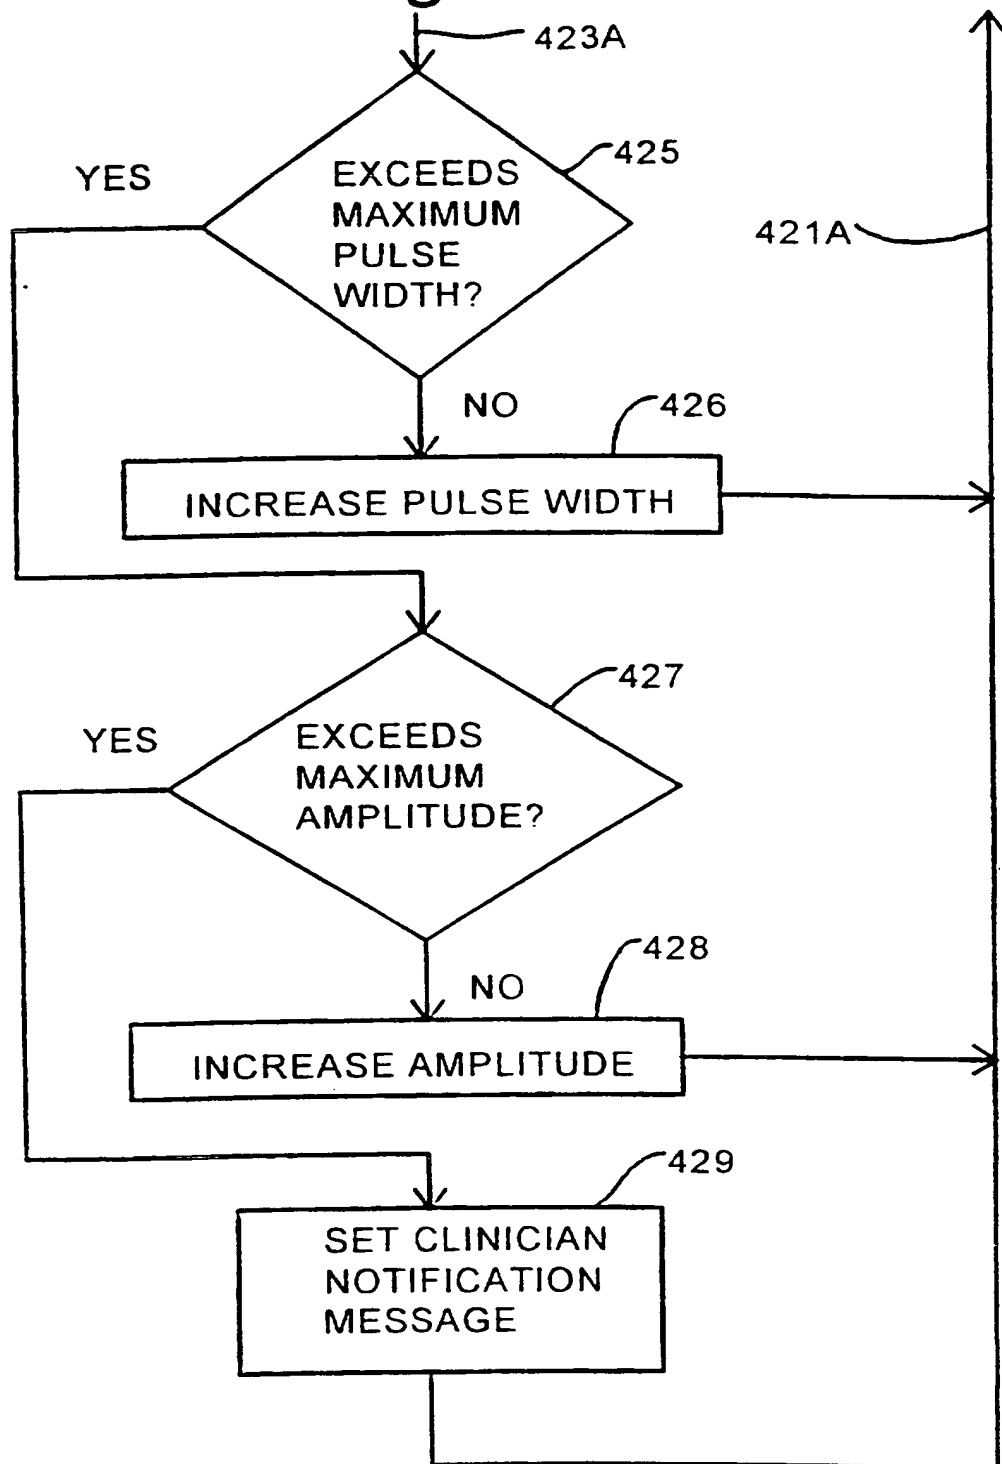 423A
425
YES
EXCEEDS
MAXIMUM
PULSE
WIDTH?
421A
NO
426
INCREASE PULSE WIDTH
427
YES
EXCEEDS
MAXIMUM
AMPLITUDE?
428
NO
INCREASE AMPLITUDE
429
SET CLINICIAN
NOTIFICATION
MESSAGE